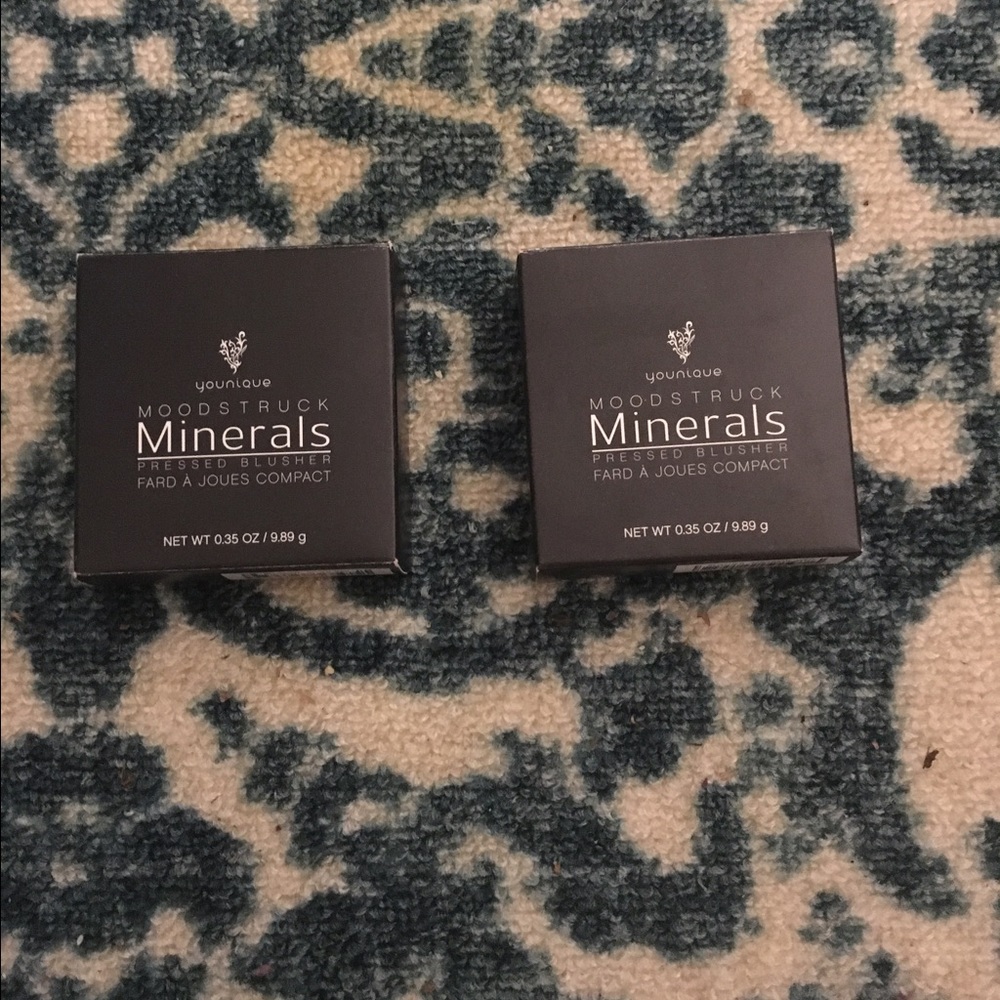 younique
MOODSTRUCK
Minerals
PRESSED BLUSHER
FARD À JOUES COMPACT
NET WT 0.35 OZ / 9.89 g
younique
MOODSTRUCK
Minerals
PRESSED BLUSHER
FARD À JOUES COMPACT
NET WT 0.35 OZ / 9.89 g